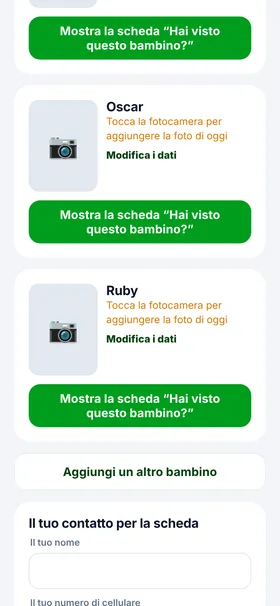 Mostra la scheda “Hai visto
questo bambino?”
Oscar
Tocca la fotocamera per
aggiungere la foto di oggi
Modifica i dati
Mostra la scheda “Hai visto
questo bambino?”
Ruby
Tocca la fotocamera per
aggiungere la foto di oggi
Modifica i dati
Mostra la scheda “Hai visto
questo bambino?”
Aggiungi un altro bambino
Il tuo contatto per la scheda
Il tuo nome
Il tuo numero di cellulare